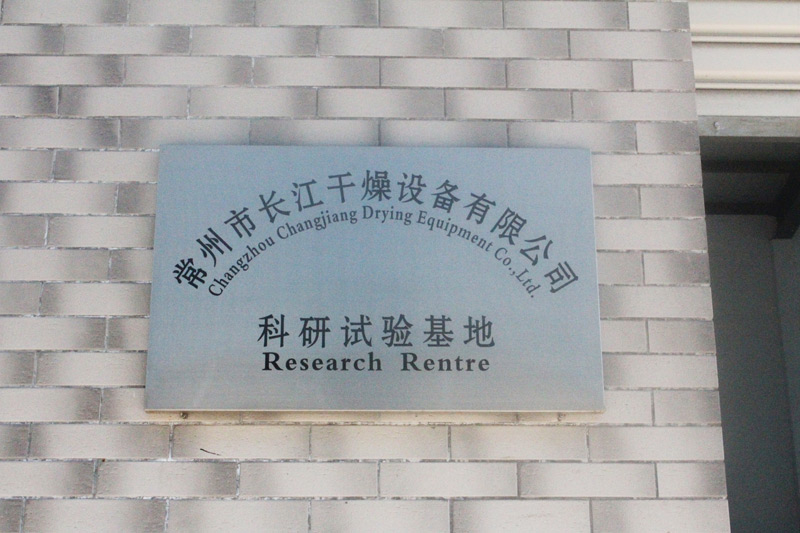 常州市长江干燥设备有限公司
Changzhou Changjiang Drying Equipment Co.,Ltd.
科研试验基地
Research Rentre